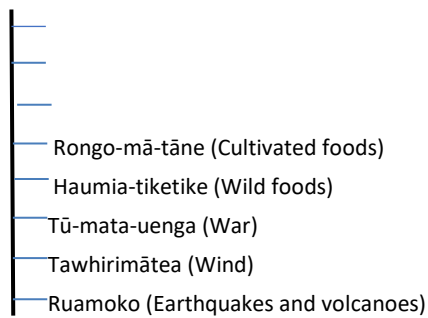 Rongo-mā-tāne (Cultivated foods)
Haumia-tiketike (Wild foods)
Tū-mata-uenga (War)
Tawhirimātea (Wind)
Ruamoko (Earthquakes and volcanoes)